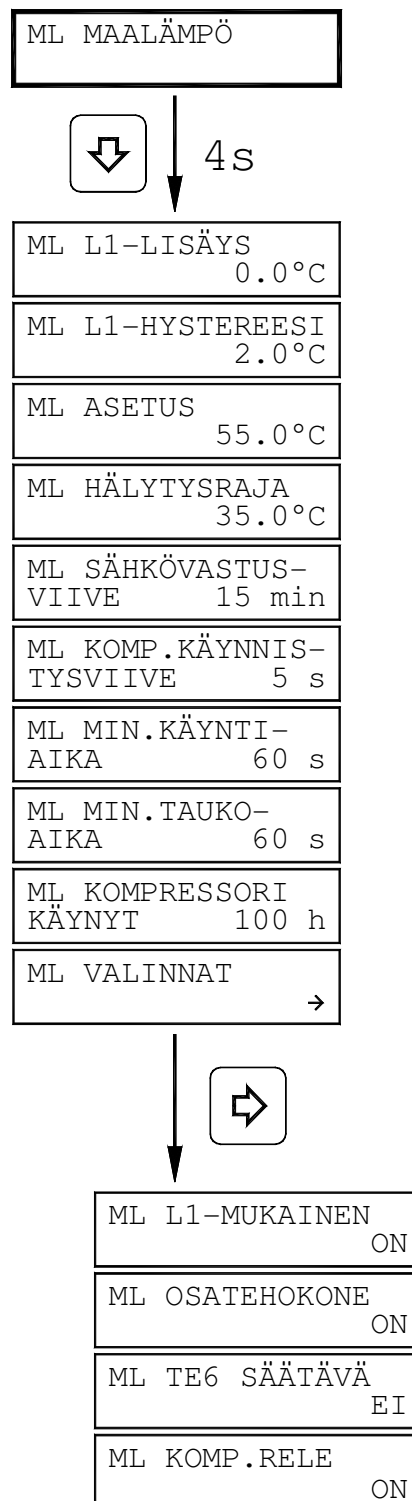 ML MAALÄMPÖ
4s
ML L1-LISÄYS
0.0°C
ML L1-HYSTEREESI
2.0°C
ML ASETUS
55.0°C
ML HÄLYTYSRAJA
35.0°C
ML SÄHKÖVASTUS-
VIIVE 15 min
ML KOMP.KÄYNNIS-
TYSVIIVE 5 s
ML MIN.KÄYNTI-
AIKA 60 s
ML MIN.TAUKO-
AIKA 60 s
ML KOMPRESSORI
KÄYNYT 100 h
ML VALINNAT
→
ML L1-MUKAINEN
ON
ML OSATEHOKONE
ON
ML TE6 SÄÄTÄVÄ
EI
ML KOMP.RELE
ON